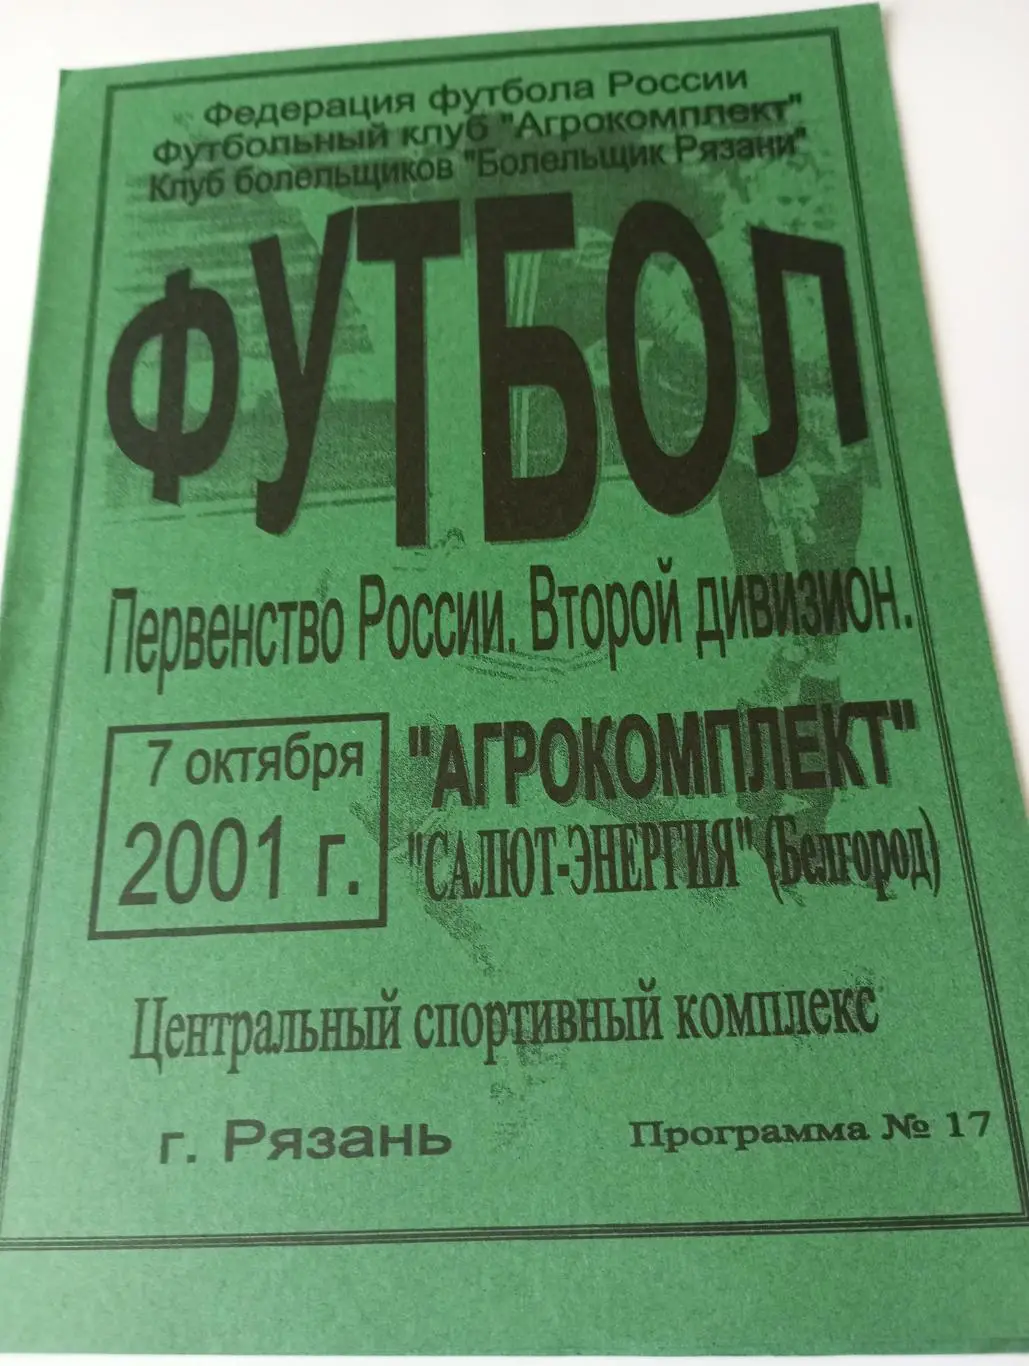 Федерация футбола России
Футбольный клуб "Агрокомплект"
Клуб болельщиков "Болельщик Рязани"
ФУТБОЛ
Первенство России. Второй дивизион.
7 октября
2001 г.
"АГРОКОМПЛЕКТ"
"САЛЮТ-ЭНЕРГИЯ" (Белгород)
Центральный спортивный комплекс
г. Рязань
Программа № 17